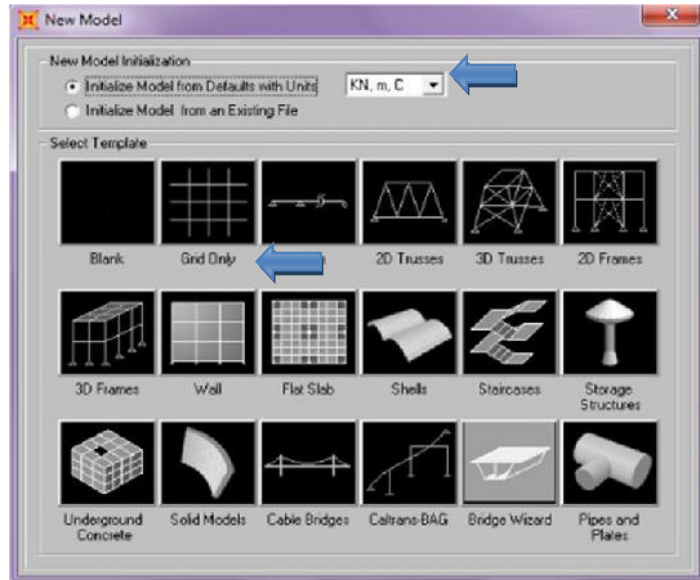 New Model
New Model Initialization
Initialize Model from Defaults with Units
KN, m, C
Initialize Model from an Existing File
Select Template
Blank
Grid Only
2D Trusses
3D Trusses
2D Frames
3D Frames
Wall
Flat Slab
Shells
Staircases
Storage
Structures
Underground
Concrete
Solid Models
Cable Bridges
Caltrans-BAG
Bridge Wizard
Pipes and
Plates